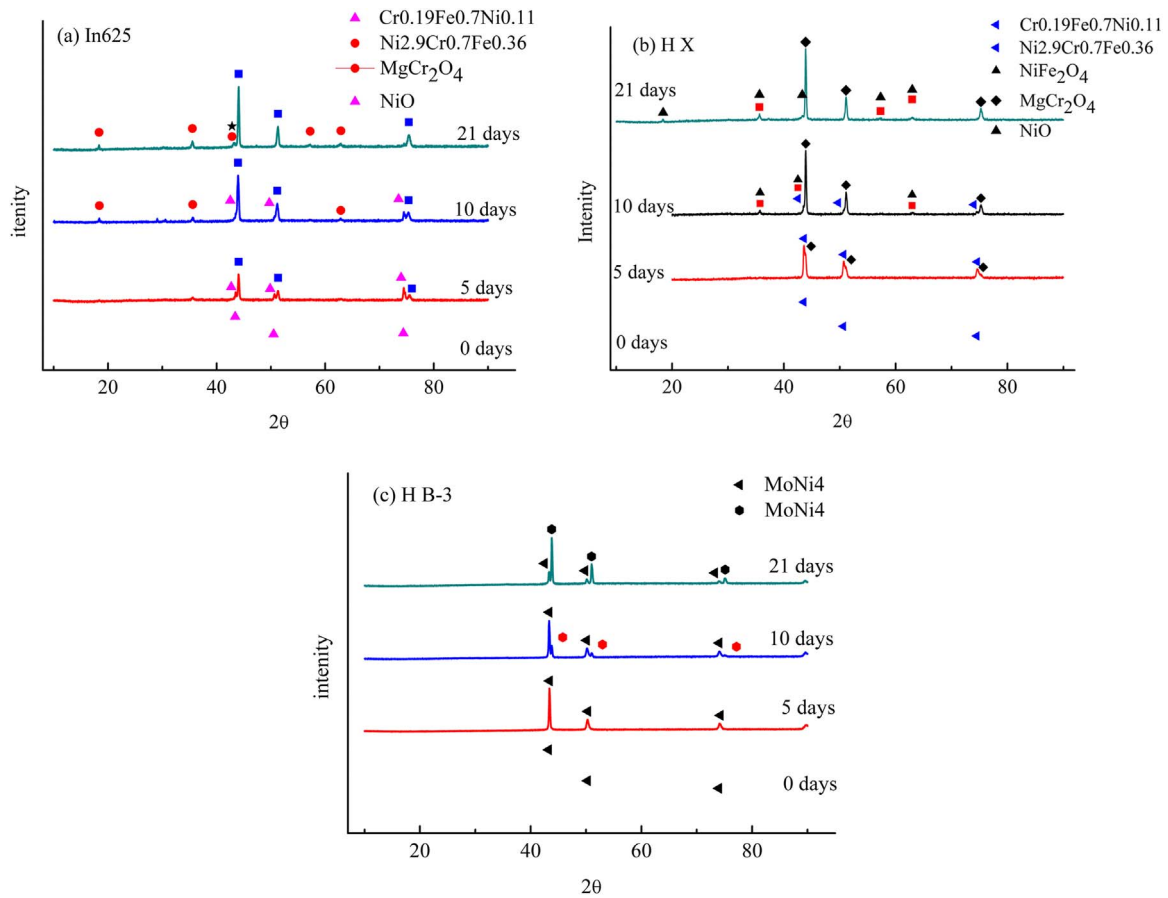 (a) In625
Cr0.19Fe0.7Ni0.11
Ni2.9Cr0.7Fe0.36
MgCr2O4
NiO
21 days
10 days
5 days
0 days
itenity
20 40 60 80
2θ
(b) H X
Cr0.19Fe0.7Ni0.11
Ni2.9Cr0.7Fe0.36
NiFe2O4
MgCr2O4
NiO
21 days
10 days
5 days
0 days
Intenity
20 40 60 80
2θ
(c) H B-3
MoNi4
MoNi4
21 days
10 days
5 days
0 days
intenity
20 40 60 80
2θ